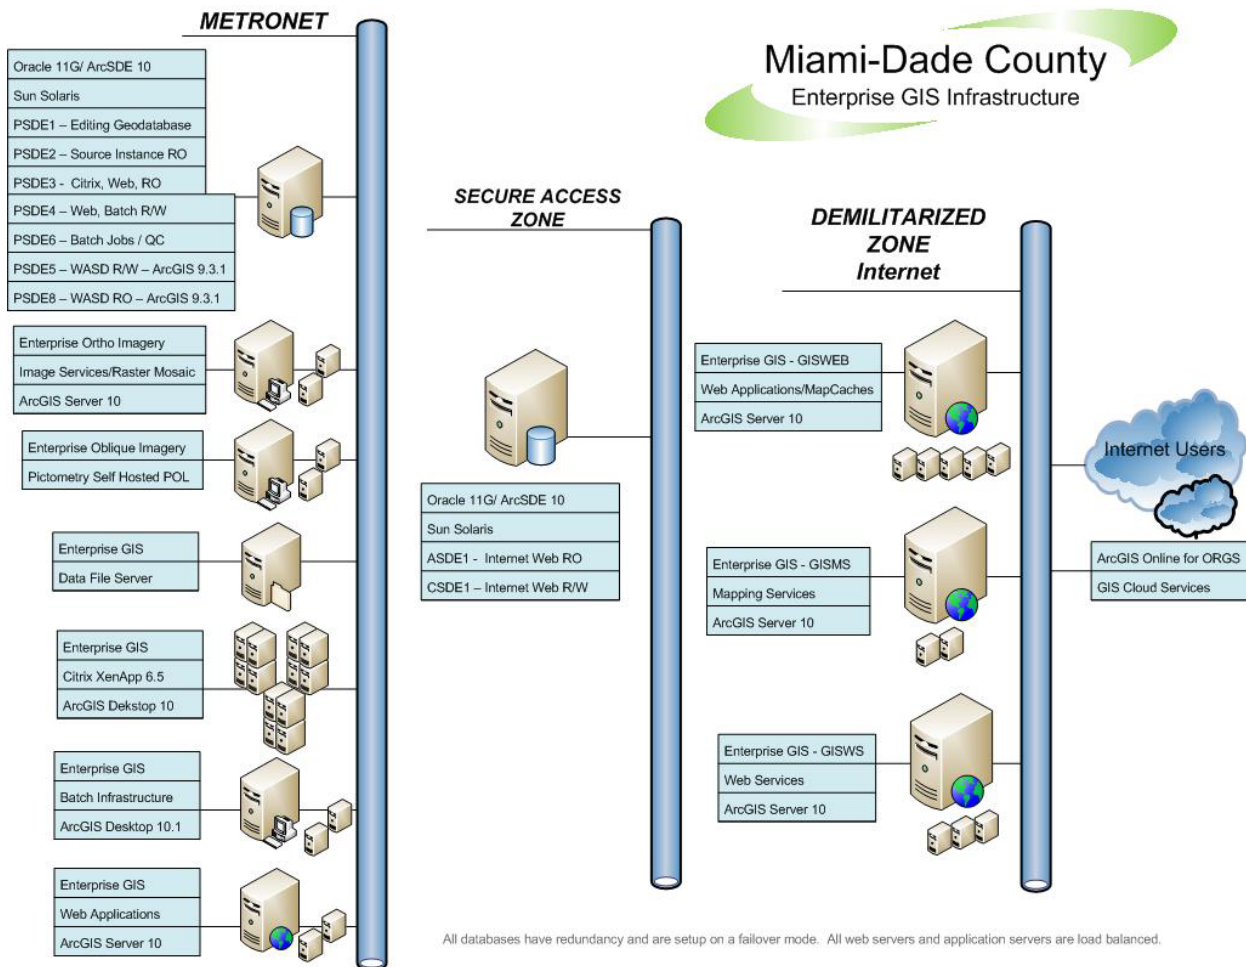 METRONET
Oracle 11G/ ArcSDE 10
Sun Solaris
PSDE1 – Editing Geodatabase
PSDE2 – Source Instance RO
PSDE3 - Citrix, Web, RO
PSDE4 – Web, Batch R/W
PSDE6 – Batch Jobs / QC
PSDE5 – WASD R/W – ArcGIS 9.3.1
PSDE8 – WASD RO – ArcGIS 9.3.1
Enterprise Ortho Imagery
Image Services/Raster Mosaic
ArcGIS Server 10
Enterprise Oblique Imagery
Pictometry Self Hosted POL
Enterprise GIS
Data File Server
Enterprise GIS
Citrix XenApp 6.5
ArcGIS Dekstop 10
Enterprise GIS
Batch Infrastructure
ArcGIS Desktop 10.1
Enterprise GIS
Web Applications
ArcGIS Server 10
Miami-Dade County
Enterprise GIS Infrastructure
SECURE ACCESS
ZONE
Oracle 11G/ ArcSDE 10
Sun Solaris
ASDE1 - Internet Web RO
CSDE1 – Internet Web R/W
DEMILITARIZED
ZONE
Internet
Enterprise GIS - GISWEB
Web Applications/MapCaches
ArcGIS Server 10
Enterprise GIS - GISMS
Mapping Services
ArcGIS Server 10
Enterprise GIS - GISWS
Web Services
ArcGIS Server 10
Internet Users
ArcGIS Online for ORGS
GIS Cloud Services
All databases have redundancy and are setup on a failover mode. All web servers and application servers are load balanced.